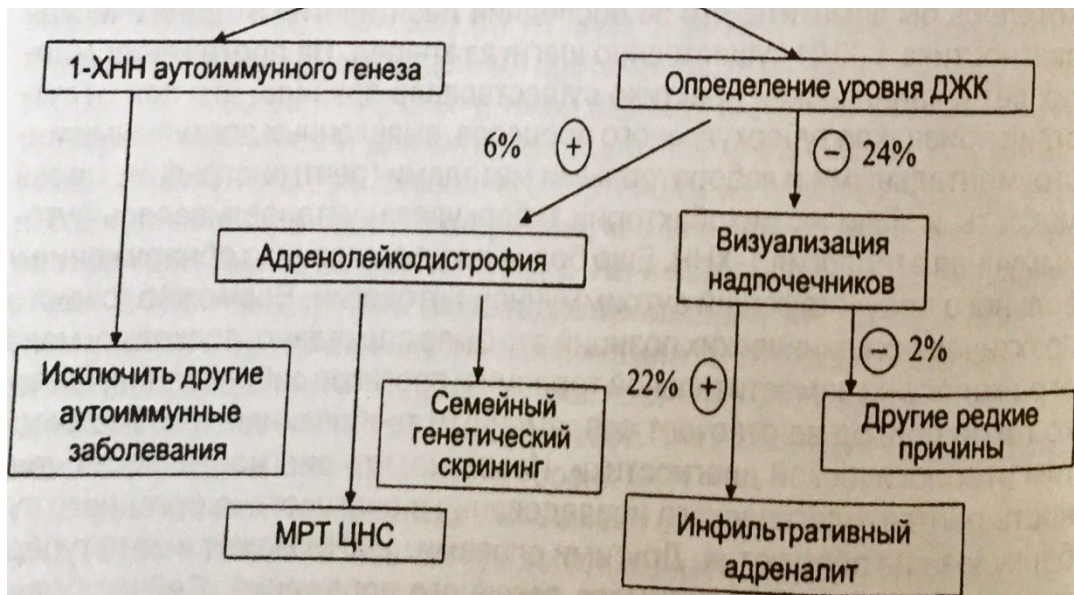 1-ХНН аутоиммунного генеза
Определение уровня ДЖК
6% +
– 24%
Адренолейкодистрофия
Визуализация
надпочечников
Исключить другие
аутоиммунные
заболевания
Семейный
генетический
скрининг
22% +
– 2%
Другие редкие
причины
МРТ ЦНС
Инфильтративный
адреналит